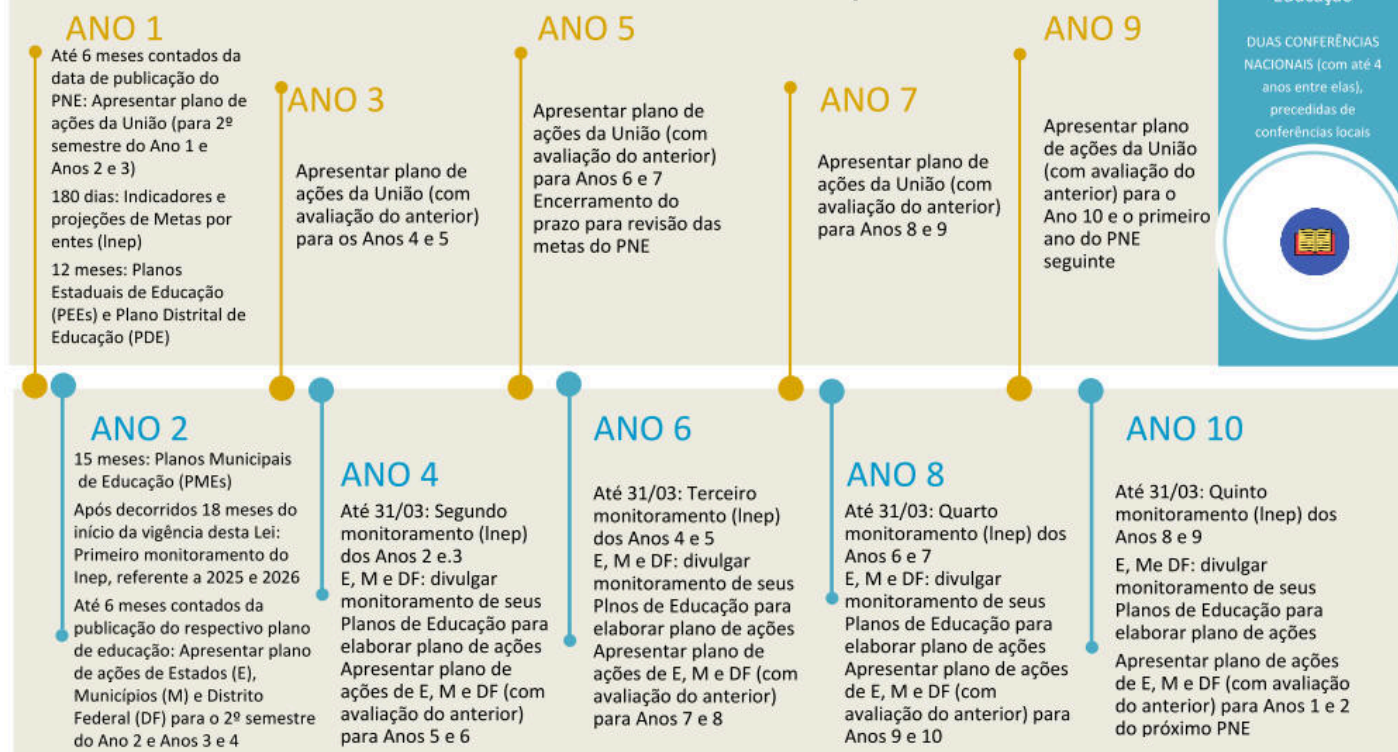 ANO 1
Até 6 meses contados da
data de publicação do
PNE: Apresentar plano de
ações da União (para 2º
semestre do Ano 1 e
Anos 2 e 3)
180 dias: Indicadores e
projeções de Metas por
entes (Inep)
12 meses: Planos
Estaduais de Educação
(PEEs) e Plano Distrital de
Educação (PDE)
ANO 3
Apresentar plano de
ações da União (com
avaliação do anterior)
para os Anos 4 e 5
ANO 5
Apresentar plano de
ações da União (com
avaliação do anterior)
para Anos 6 e 7
Encerramento do
prazo para revisão das
metas do PNE
ANO 7
Apresentar plano de
ações da União (com
avaliação do anterior)
para Anos 8 e 9
ANO 9
Apresentar plano
de ações da União
(com avaliação do
anterior) para o
Ano 10 e o primeiro
ano do PNE
seguinte
DUAS CONFERÊNCIAS
NACIONAIS (com até 4
anos entre elas),
precedidas de
conferências locais
ANO 2
15 meses: Planos Municipais
de Educação (PMEs)
Após decorridos 18 meses do
início da vigência desta Lei:
Primeiro monitoramento do
Inep, referente a 2025 e 2026
Até 6 meses contados da
publicação do respectivo plano
de educação: Apresentar plano
de ações de Estados (E),
Municípios (M) e Distrito
Federal (DF) para o 2º semestre
do Ano 2 e Anos 3 e 4
ANO 4
Até 31/03: Segundo
monitoramento (Inep)
dos Anos 2 e.3
E, M e DF: divulgar
monitoramento de seus
Planos de Educação para
elaborar plano de ações
Apresentar plano de
ações de E, M e DF (com
avaliação do anterior)
para Anos 5 e 6
ANO 6
Até 31/03: Terceiro
monitoramento (Inep)
dos Anos 4 e 5
E, M e DF: divulgar
monitoramento de seus
Plnos de Educação para
elaborar plano de ações
Apresentar plano de
ações de E, M e DF (com
avaliação do anterior)
para Anos 7 e 8
ANO 8
Até 31/03: Quarto
monitoramento (Inep) dos
Anos 6 e 7
E, M e DF: divulgar
monitoramento de seus
Planos de Educação para
elaborar plano de ações
Apresentar plano de ações
de E, M e DF (com
avaliação do anterior) para
Anos 9 e 10
ANO 10
Até 31/03: Quinto
monitoramento (Inep) dos
Anos 8 e 9
E, Me DF: divulgar
monitoramento de seus
Planos de Educação para
elaborar plano de ações
Apresentar plano de ações
de E, M e DF (com avaliação
do anterior) para Anos 1 e 2
do próximo PNE